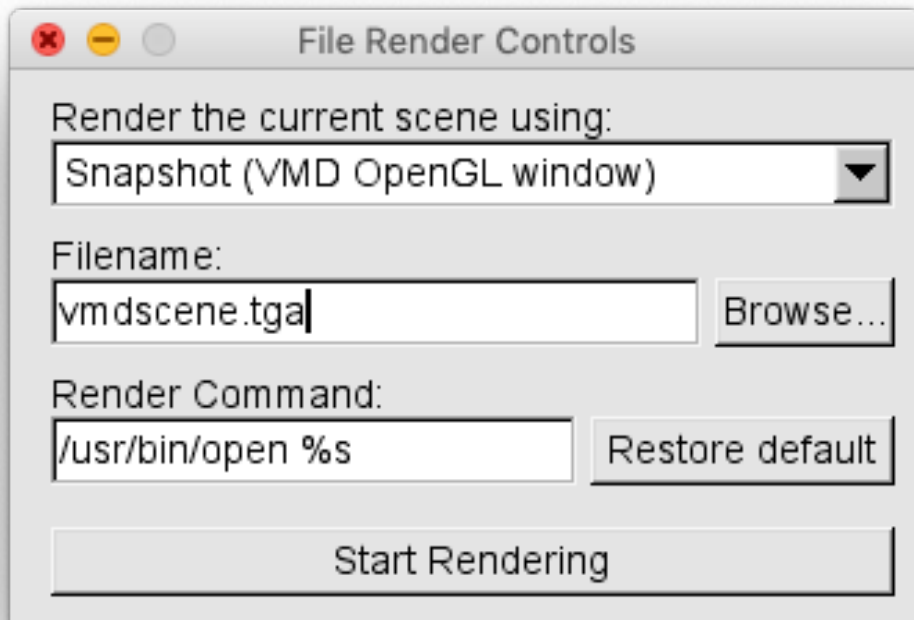 File Render Controls
Render the current scene using:
Snapshot (VMD OpenGL window)
Filename:
vmdscene.tga
Browse...
Render Command:
/usr/bin/open %s
Restore default
Start Rendering